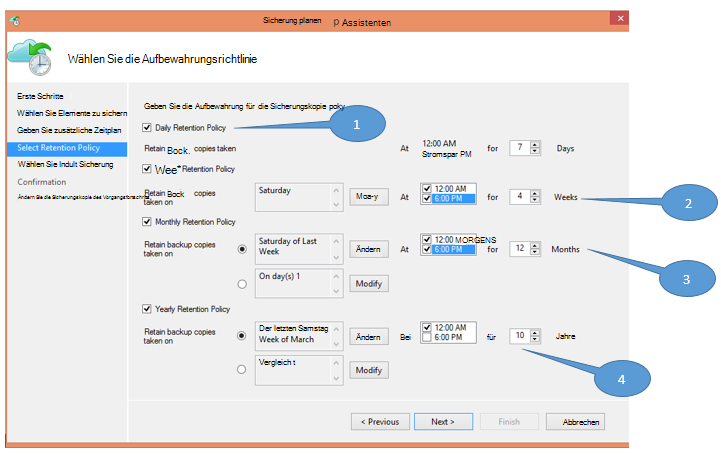 Sicherung planen p Assistenten
Wählen Sie die Aufbewahrungsrichtlinie
Erste Schritte
Wählen Sie Elemente zu sichern
Geben Sie zusätzliche Zeitplan
Select Retention Policy
Wählen Sie Indult Sicherung
Confirmation
Ändern Sie die Sicherungskopie des Vorgangsfortschritts
Geben Sie die Aufbewahrung für die Sicherungskopie poky
Daily Retention Policy
1
Retain Bock. copies taken At 12:00 AM for 7 Days
Stromspar PM
Wee* Retention Policy
Retain Bock copies
taken on
Saturday
Moa-y
At
12:00 AM
6:00 PM
for 4 Weeks
2
Monthly Retention Policy
Retain backup copies
taken on
Saturday of Last
Week
Ändern
At
12:00 MORGENS
6:00 PM
for 12 Months
3
On day(s) 1
Modify
Yearly Retention Policy
Retain backup copies
taken on
Der letzten Samstag
Week of March
Ändern
Bei
12:00 AM
6:00 PM
für 10 Jahre
4
Vergleich t
Modify
< Previous Next > Finish Abbrechen